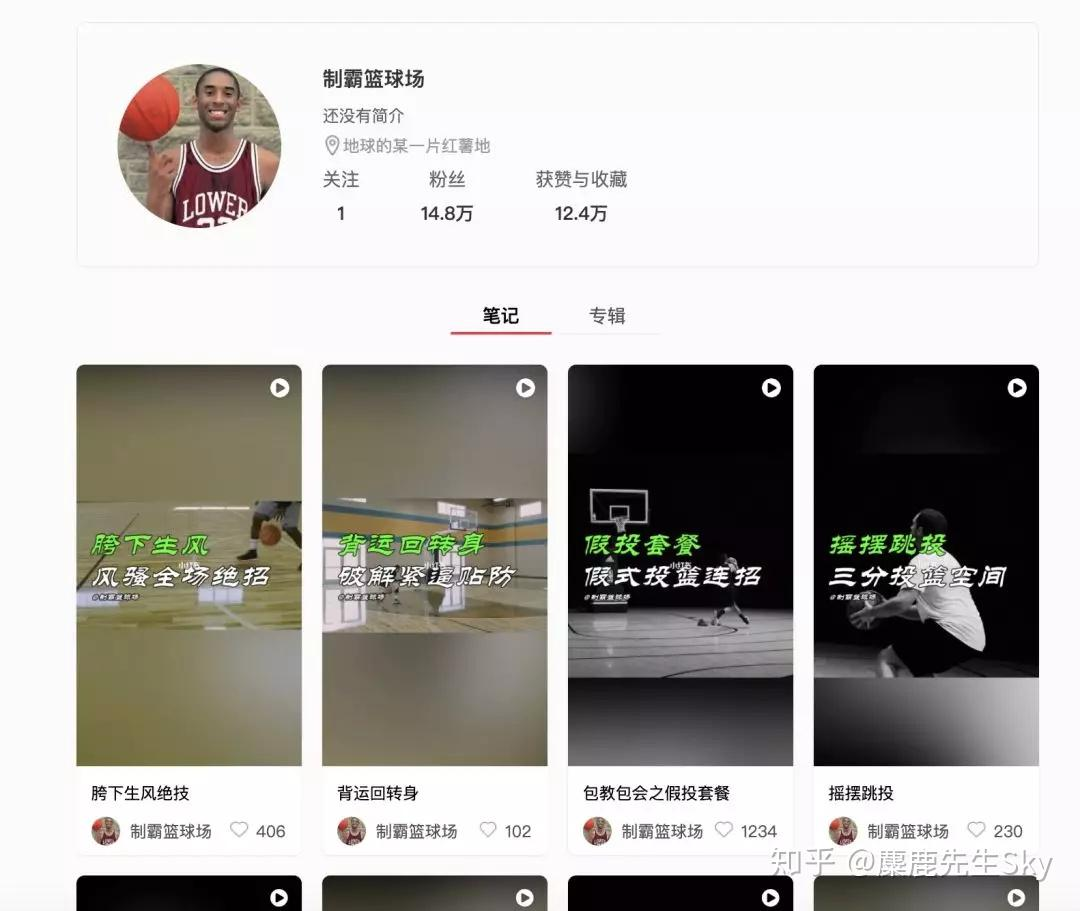 制霸篮球场
还没有简介
地球的某一片红薯地
关注 粉丝 获赞与收藏
1 14.8万 12.4万
LOWER
笔记 专辑
胯下生风
风骚全场绝招
@制霸篮球场
背运回转身
破解紧逼贴防
@制霸篮球场
假投套餐
假式投篮连招
@制霸篮球场
摇摆跳投
三分投篮空间
@制霸篮球场
胯下生风绝技
制霸篮球场 406
背运回转身
制霸篮球场 102
包教包会之假投套餐
制霸篮球场 1234
摇摆跳投
制霸篮球场 230
知乎 @麋鹿先生Sky